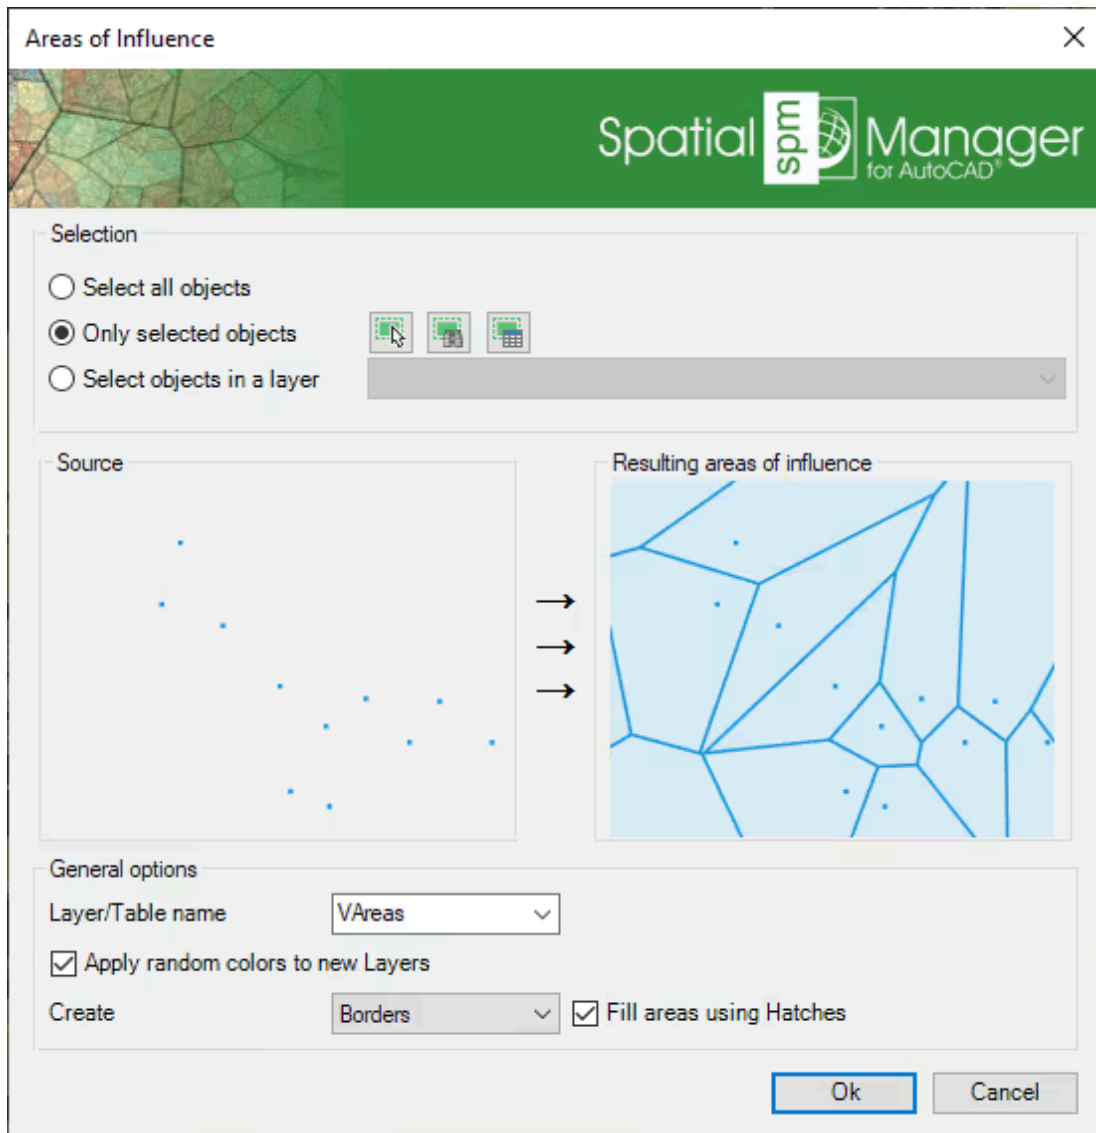 Areas of Influence
Spatial spm Manager
for AutoCAD®
Selection
Select all objects
Only selected objects
Select objects in a layer
Source
Resulting areas of influence
General options
Layer/Table name VAreas
Apply random colors to new Layers
Create Borders Fill areas using Hatches
Ok Cancel